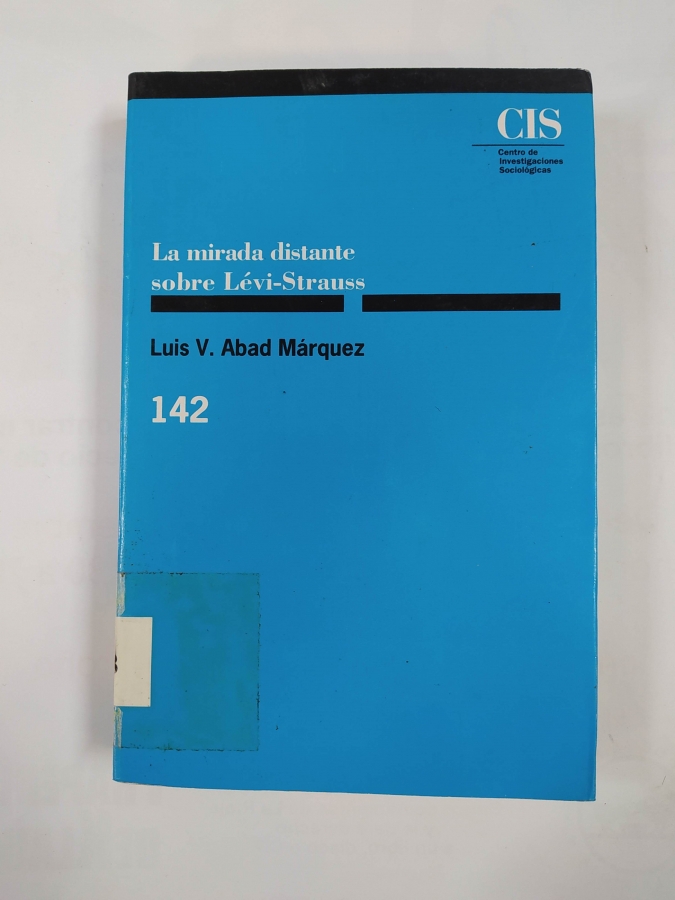 CIS
Centro de
Investigaciones
Sociológicas
La mirada distante
sobre Lévi-Strauss
Luis V. Abad Márquez
142